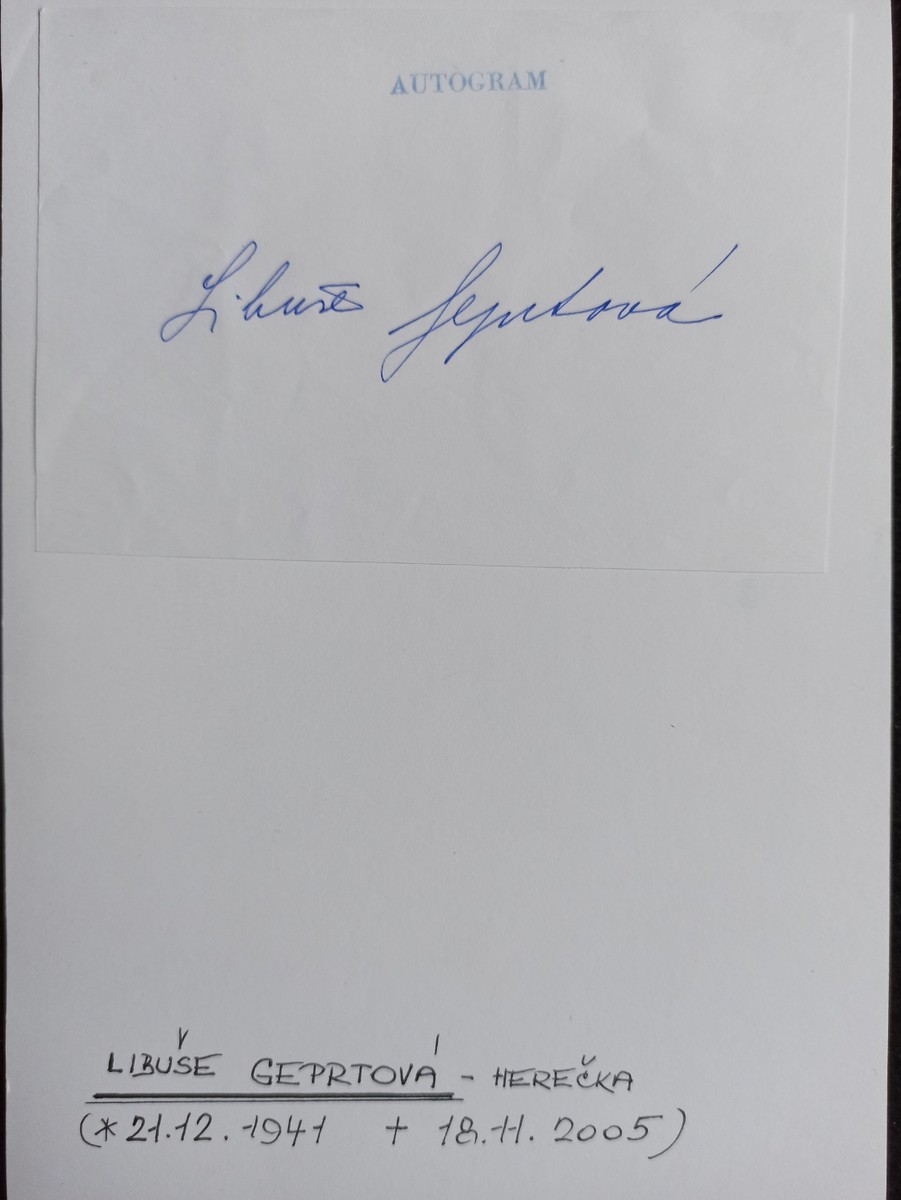 AUTOGRAM
Libuše Geprtová
LIBUŠE GEPRTOVÁ - HEREČKA
(* 21.12.1941 + 18.11.2005)